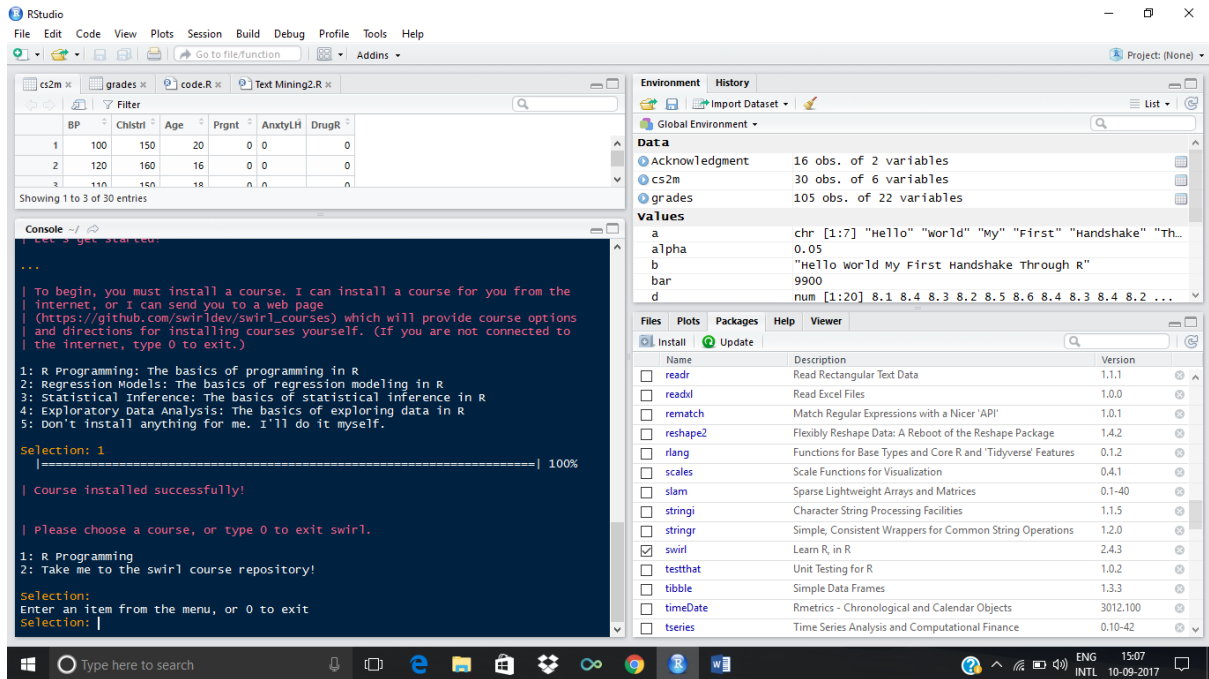 RStudio
File Edit Code View Plots Session Build Debug Profile Tools Help
Go to file/function Addins Project: (None)
cs2m grades code.R Text Mining2.R
Filter
BP Chlstrl Age Prgnt AnxtyLH DrugR
1 100 150 20 0 0 0
2 120 160 16 0 0 0
3 110 150 18 0 0 0
Showing 1 to 3 of 30 entries
Console ~/
| Let's get started!
...
| To begin, you must install a course. I can install a course for you from the
| internet, or I can send you to a web page
| (https://github.com/swirldev/swirl_courses) which will provide course options
| and directions for installing courses yourself. (If you are not connected to
| the internet, type 0 to exit.)
1: R Programming: The basics of programming in R
2: Regression Models: The basics of regression modeling in R
3: Statistical Inference: The basics of statistical inference in R
4: Exploratory Data Analysis: The basics of exploring data in R
5: Don't install anything for me. I'll do it myself.
Selection: 1
|======================================================================| 100%
| Course installed successfully!
| Please choose a course, or type 0 to exit swirl.
1: R Programming
2: Take me to the swirl course repository!
Selection:
Enter an item from the menu, or 0 to exit
Selection:
Environment History
Import Dataset List
Global Environment
Data
Acknowledgment 16 obs. of 2 variables
cs2m 30 obs. of 6 variables
grades 105 obs. of 22 variables
Values
a chr [1:7] "Hello" "World" "My" "First" "Handshake" "Th…
alpha 0.05
b "Hello World My First Handshake Through R"
bar 9900
d num [1:20] 8.1 8.4 8.3 8.2 8.5 8.6 8.4 8.3 8.4 8.2 ...
Files Plots Packages Help Viewer
Install Update
Name Description Version
readr Read Rectangular Text Data 1.1.1
readxl Read Excel Files 1.0.0
rematch Match Regular Expressions with a Nicer 'API' 1.0.1
reshape2 Flexibly Reshape Data: A Reboot of the Reshape Package 1.4.2
rlang Functions for Base Types and Core R and 'Tidyverse' Features 0.1.2
scales Scale Functions for Visualization 0.4.1
slam Sparse Lightweight Arrays and Matrices 0.1-40
stringi Character String Processing Facilities 1.1.5
stringr Simple, Consistent Wrappers for Common String Operations 1.2.0
swirl Learn R, in R 2.4.3
testthat Unit Testing for R 1.0.2
tibble Simple Data Frames 1.3.3
timeDate Rmetrics - Chronological and Calendar Objects 3012.100
tseries Time Series Analysis and Computational Finance 0.10-42
Type here to search
ENG 15:07
INTL 10-09-2017